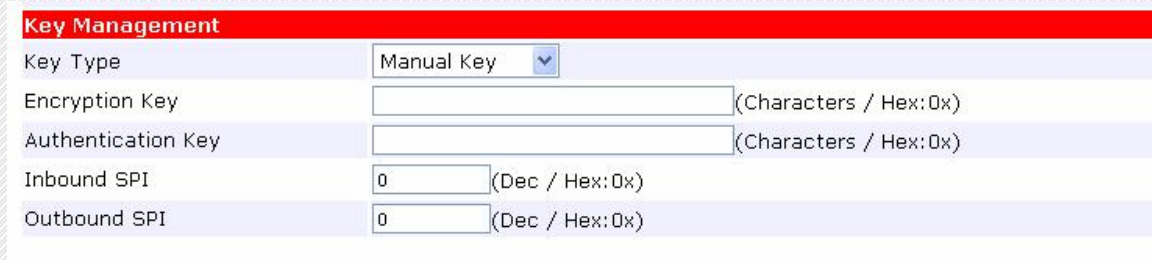 Key Management
Key Type Manual Key
Encryption Key (Characters / Hex:0x)
Authentication Key (Characters / Hex:0x)
Inbound SPI 0 (Dec / Hex:0x)
Outbound SPI 0 (Dec / Hex:0x)